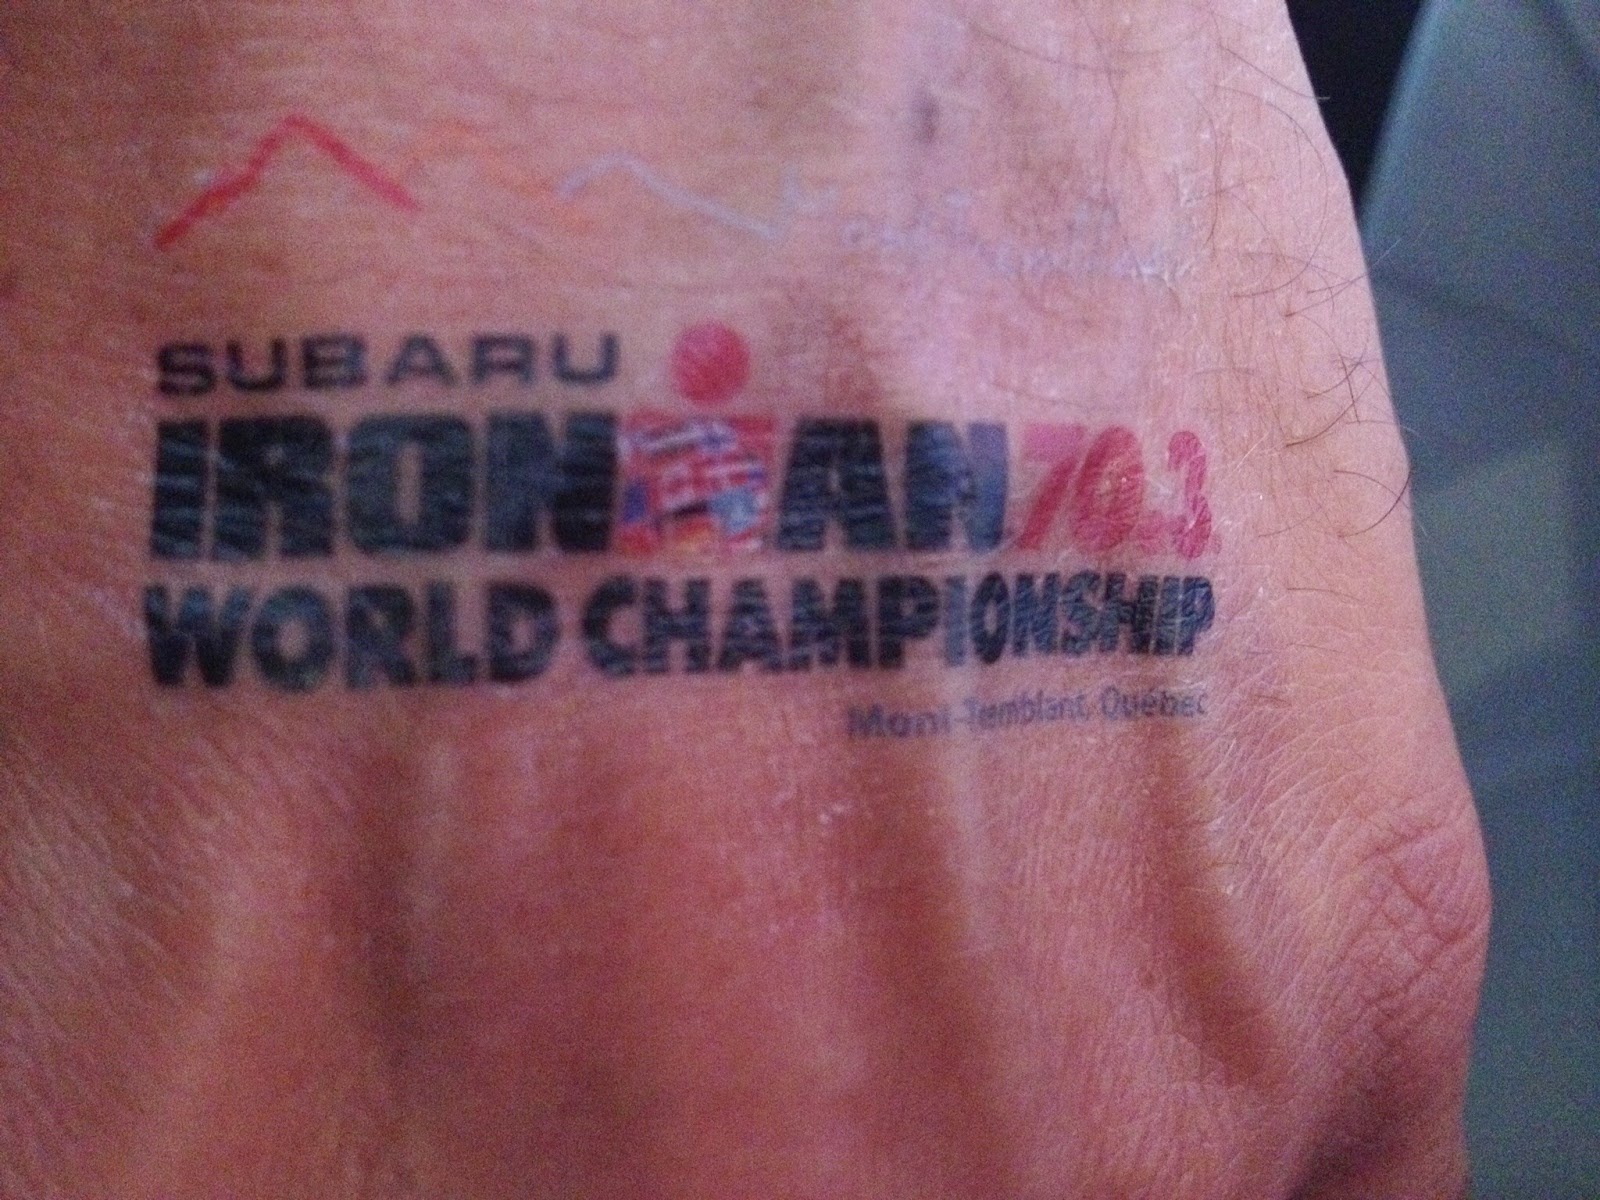 SUBARU
IRONMAN 70.3
WORLD CHAMPIONSHIP
Mont-Tremblant, Québec